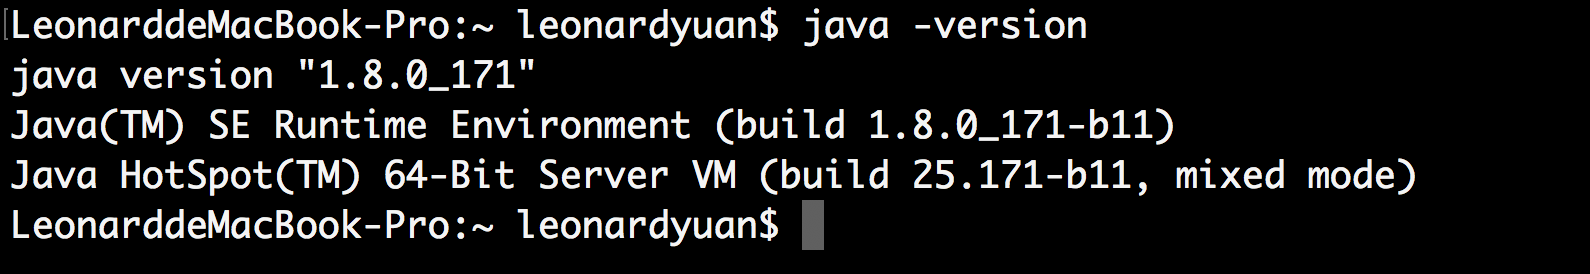 LeonarddeMacBook-Pro:~ leonardyuan$ java -version
java version "1.8.0_171"
Java(TM) SE Runtime Environment (build 1.8.0_171-b11)
Java HotSpot(TM) 64-Bit Server VM (build 25.171-b11, mixed mode)
LeonarddeMacBook-Pro:~ leonardyuan$